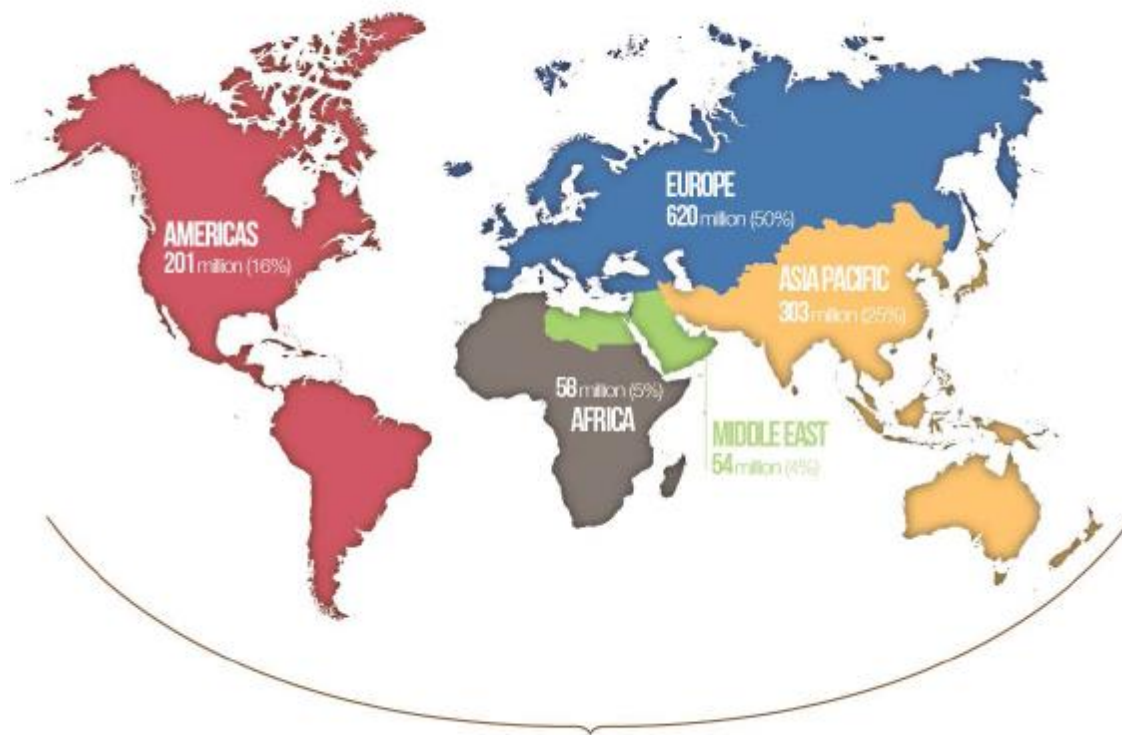 EUROPE
620 million (50%)
AMERICAS
201 million (16%)
ASIA PACIFIC
303 million (25%)
58 million (5%)
AFRICA
MIDDLE EAST
54 million (4%)